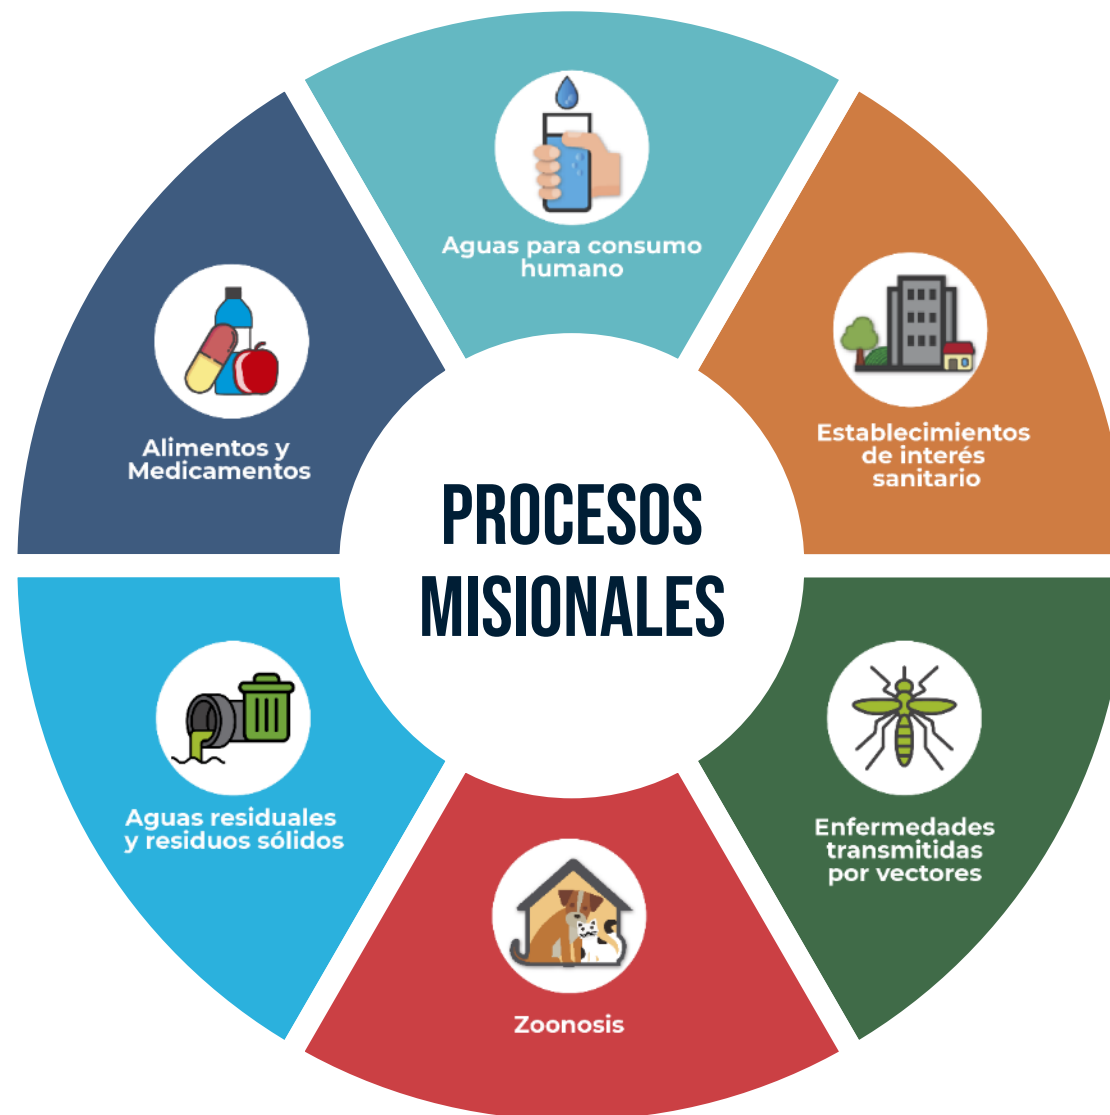 Aguas para consumo
humano
Establecimientos
de interés
sanitario
Enfermedades
transmitidas
por vectores
Zoonosis
Aguas residuales
y residuos sólidos
Alimentos y
Medicamentos
PROCESOS
MISIONALES